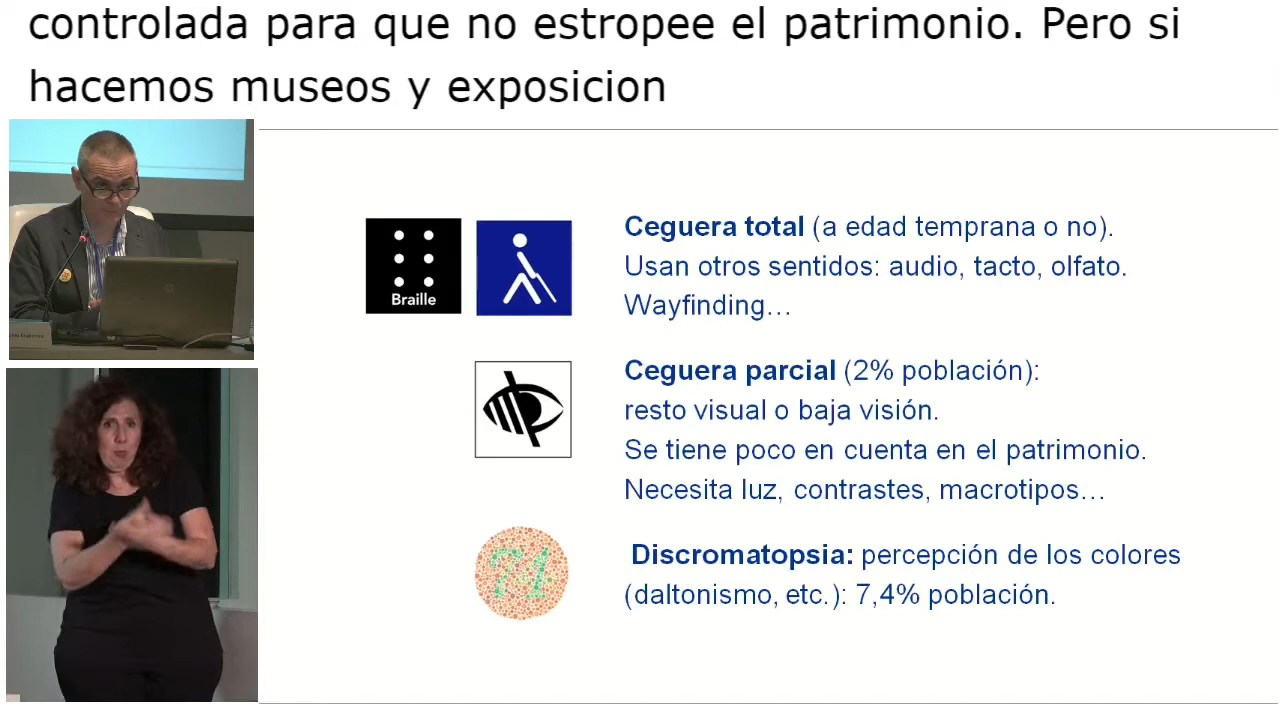 controlada para que no estropee el patrimonio. Pero si
hacemos museos y exposicion
Braille
Ceguera total (a edad temprana o no).
Usan otros sentidos: audio, tacto, olfato.
Wayfinding…
Ceguera parcial (2% población):
resto visual o baja visión.
Se tiene poco en cuenta en el patrimonio.
Necesita luz, contrastes, macrotipos…
71
Discromatopsia: percepción de los colores
(daltonismo, etc.): 7,4% población.